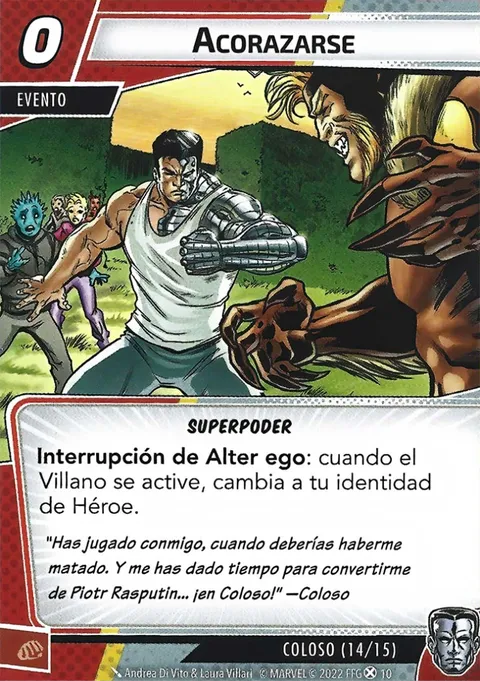 0
ACORAZARSE
EVENTO
SUPERPODER
Interrupción de Alter ego: cuando el
Villano se active, cambia a tu identidad
de Héroe.
"Has jugado conmigo, cuando deberías haberme
matado. Y me has dado tiempo para convertirme
de Piotr Rasputin... ¡en Coloso!" —Coloso
COLOSO (14/15)
Andrea Di Vito & Laura Villari © MARVEL © 2022 FFG 10